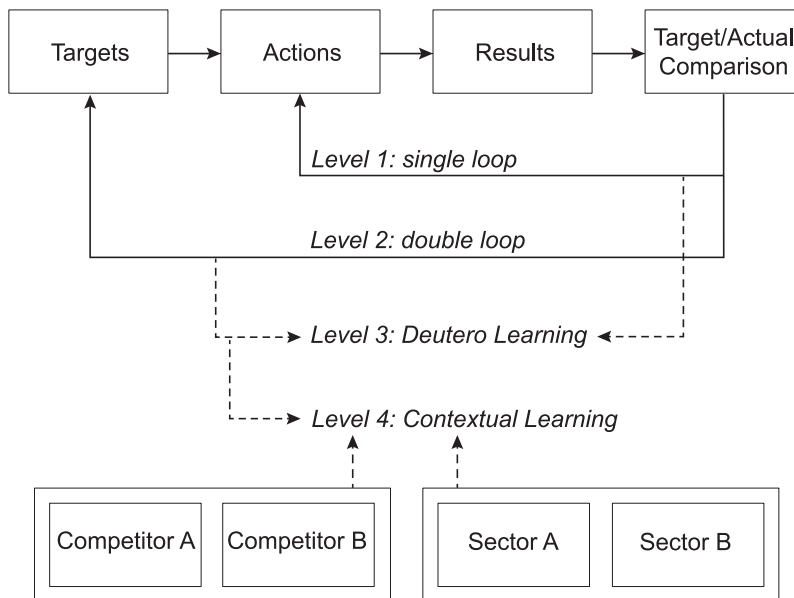 Targets
Actions
Results
Target/Actual
Comparison
Level 1: single loop
Level 2: double loop
Level 3: Deutero Learning
Level 4: Contextual Learning
Competitor A
Competitor B
Sector A
Sector B